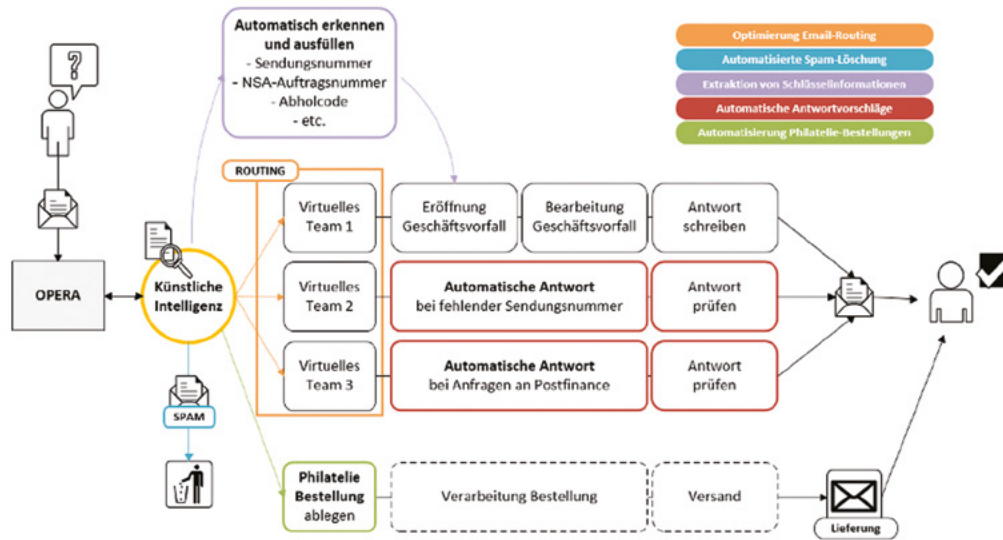 Automatisch erkennen
und ausfüllen
- Sendungsnummer
- NSA-Auftragsnummer
- Abholcode
- etc.
Optimierung Email-Routing
Automatisierte Spam-Löschung
Extraktion von Schlüsselinformationen
Automatische Antwortvorschläge
Automatisierung Philatelie-Bestellungen
?
ROUTING
Virtuelles
Team 1
Eröffnung
Geschäftsvorfall
Bearbeitung
Geschäftsvorfall
Antwort
schreiben
OPERA
Künstliche
Intelligenz
Virtuelles
Team 2
Automatische Antwort
bei fehlender Sendungsnummer
Antwort
prüfen
Virtuelles
Team 3
Automatische Antwort
bei Anfragen an Postfinance
Antwort
prüfen
SPAM
Philatelie
Bestellung
ablegen
Verarbeitung Bestellung
Versand
Lieferung